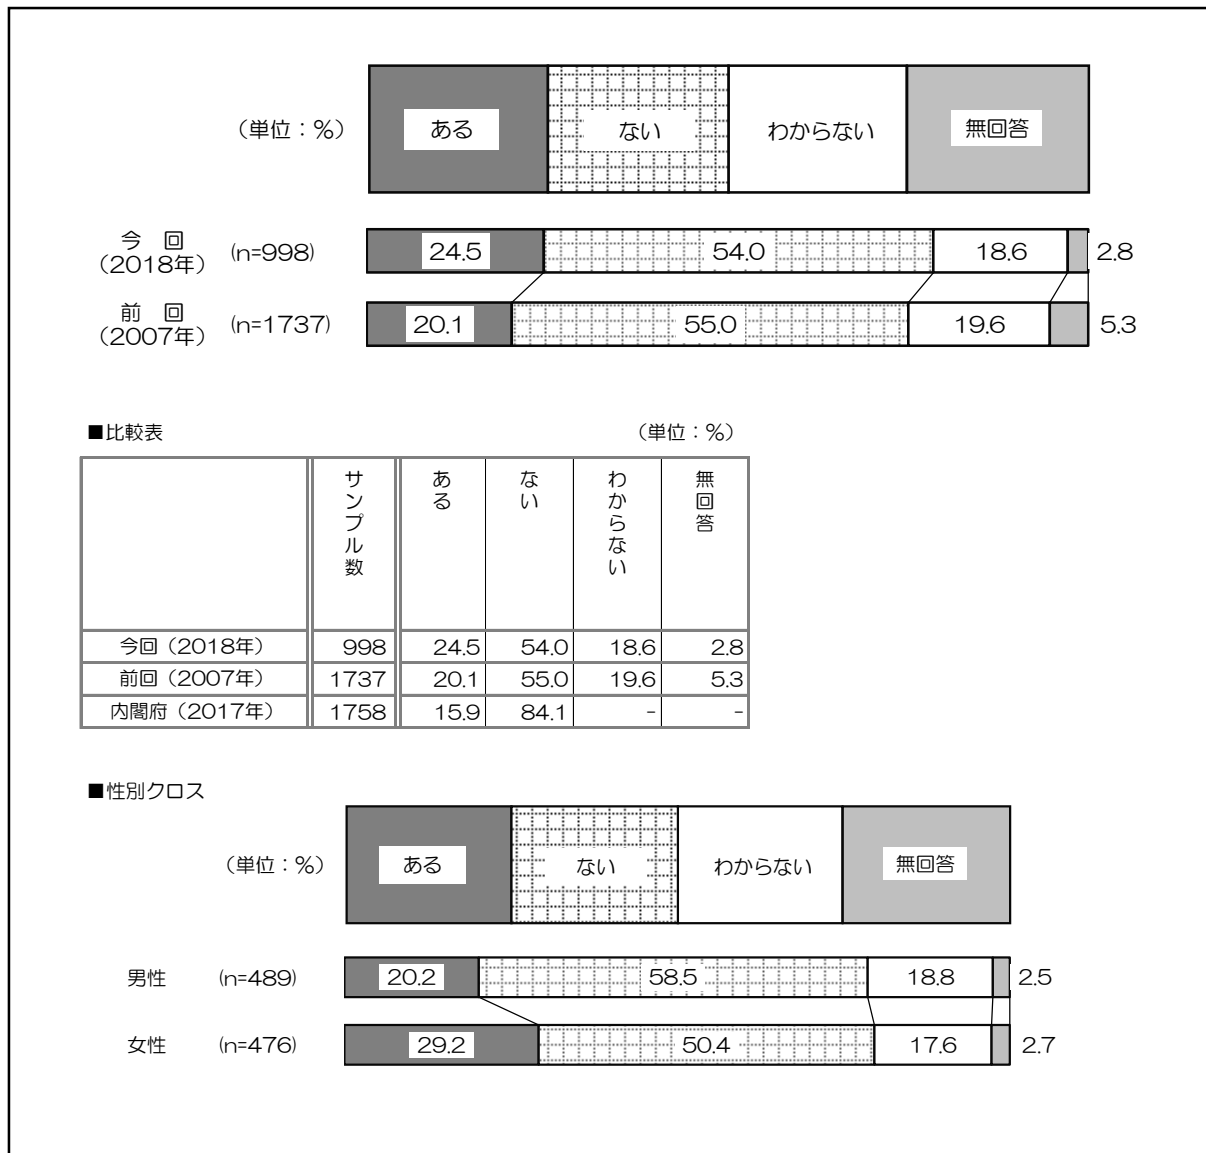 （単位：％） ある ない わからない 無回答
今　回
（2018年） (n=998) 24.5 54.0 18.6 2.8
前　回
（2007年） (n=1737) 20.1 55.0 19.6 5.3
■比較表 （単位：％）
サンプル数 ある ない わからない 無回答
今回（2018年） 998 24.5 54.0 18.6 2.8
前回（2007年） 1737 20.1 55.0 19.6 5.3
内閣府（2017年） 1758 15.9 84.1 - -
■性別クロス
（単位：％） ある ない わからない 無回答
男性 (n=489) 20.2 58.5 18.8 2.5
女性 (n=476) 29.2 50.4 17.6 2.7